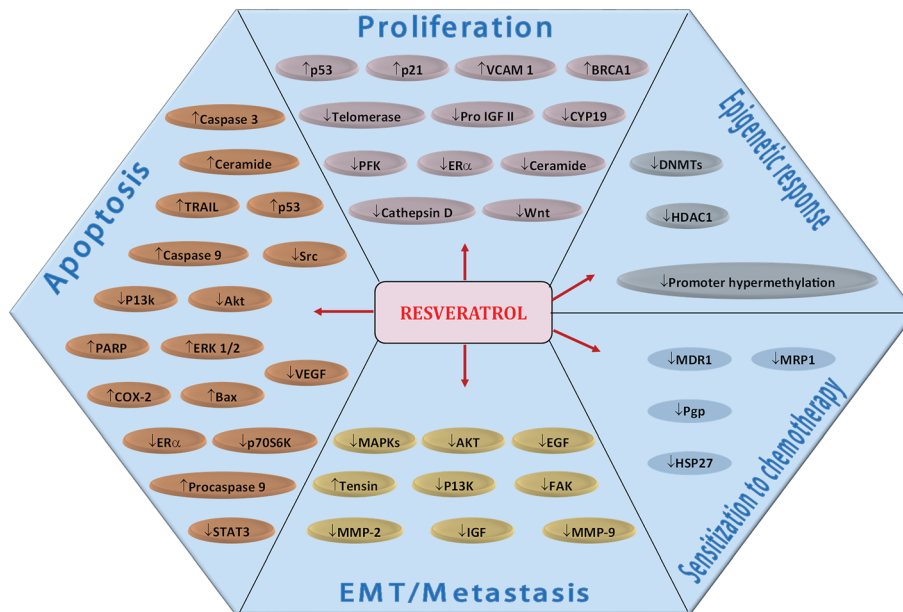 Proliferation
↑p53 ↑p21 ↑VCAM 1 ↑BRCA1
↓Telomerase ↓Pro IGF II ↓CYP19
↓PFK ↓ERα ↓Ceramide
↓Cathepsin D ↓Wnt
Epigenetic response
↓DNMTs
↓HDAC1
↓Promoter hypermethylation
Apoptosis
↑Caspase 3
↑Ceramide
↑TRAIL ↑p53
↑Caspase 9 ↓Src
↓P13k ↓Akt
↑PARP ↑ERK 1/2
↓VEGF
↑COX-2 ↑Bax
↓ERα ↓p70S6K
↑Procaspase 9
↓STAT3
RESVERATROL
Sensitization to chemotherapy
↓MDR1 ↓MRP1
↓Pgp
↓HSP27
↓MAPKs ↓AKT ↓EGF
↑Tensin ↓P13K ↓FAK
↓MMP-2 ↓IGF ↓MMP-9
EMT/Metastasis